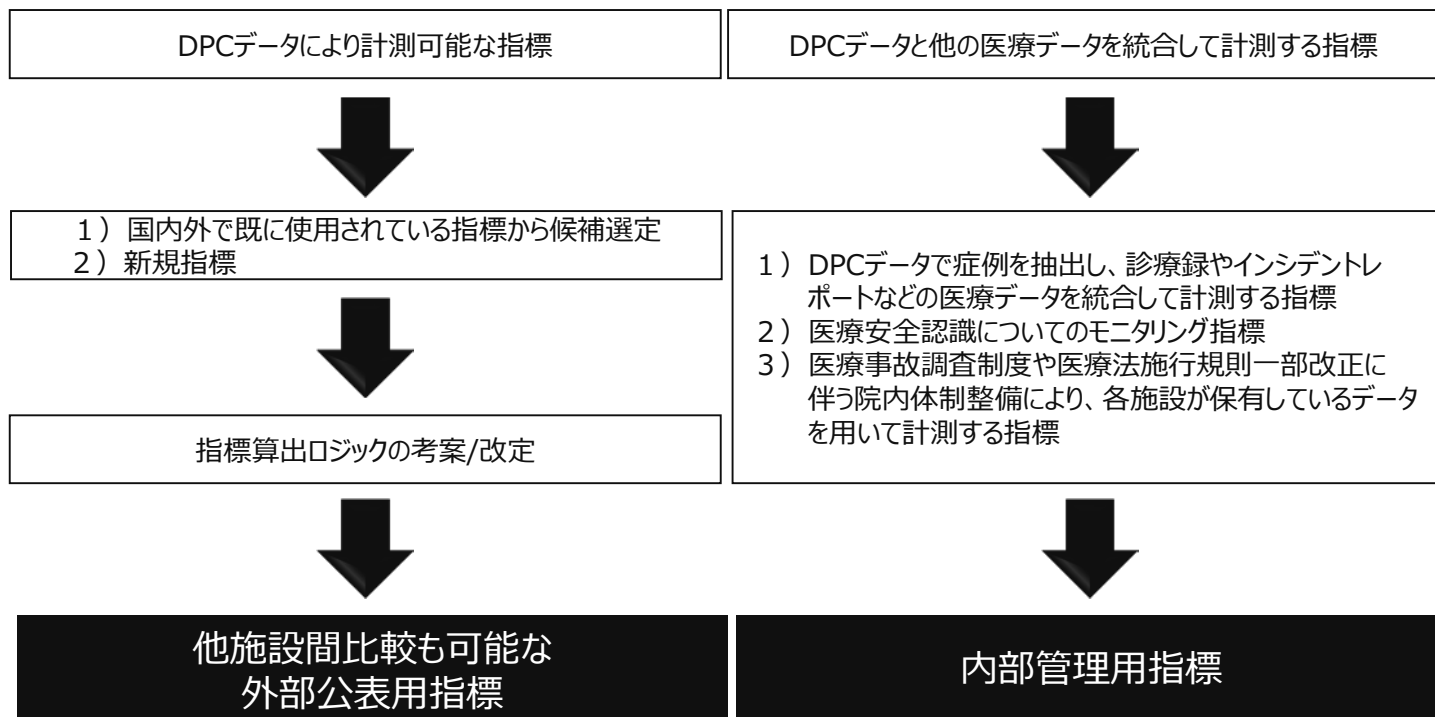 DPCデータにより計測可能な指標
DPCデータと他の医療データを統合して計測する指標
１）国内外で既に使用されている指標から候補選定
２）新規指標
指標算出ロジックの考案/改定
他施設間比較も可能な
外部公表用指標
１）DPCデータで症例を抽出し、診療録やインシデントレ
ポートなどの医療データを統合して計測する指標
２）医療安全認識についてのモニタリング指標
３）医療事故調査制度や医療法施行規則一部改正に
伴う院内体制整備により、各施設が保有しているデータ
を用いて計測する指標
内部管理用指標